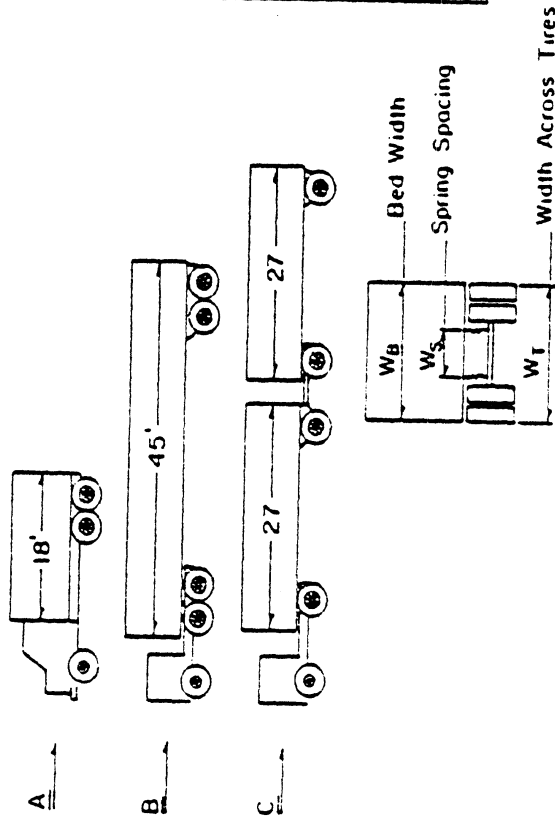 A
18'
B
45'
C
27
27
W_B
Bed Width
W_S
Spring Spacing
W_T
Width Across Tires